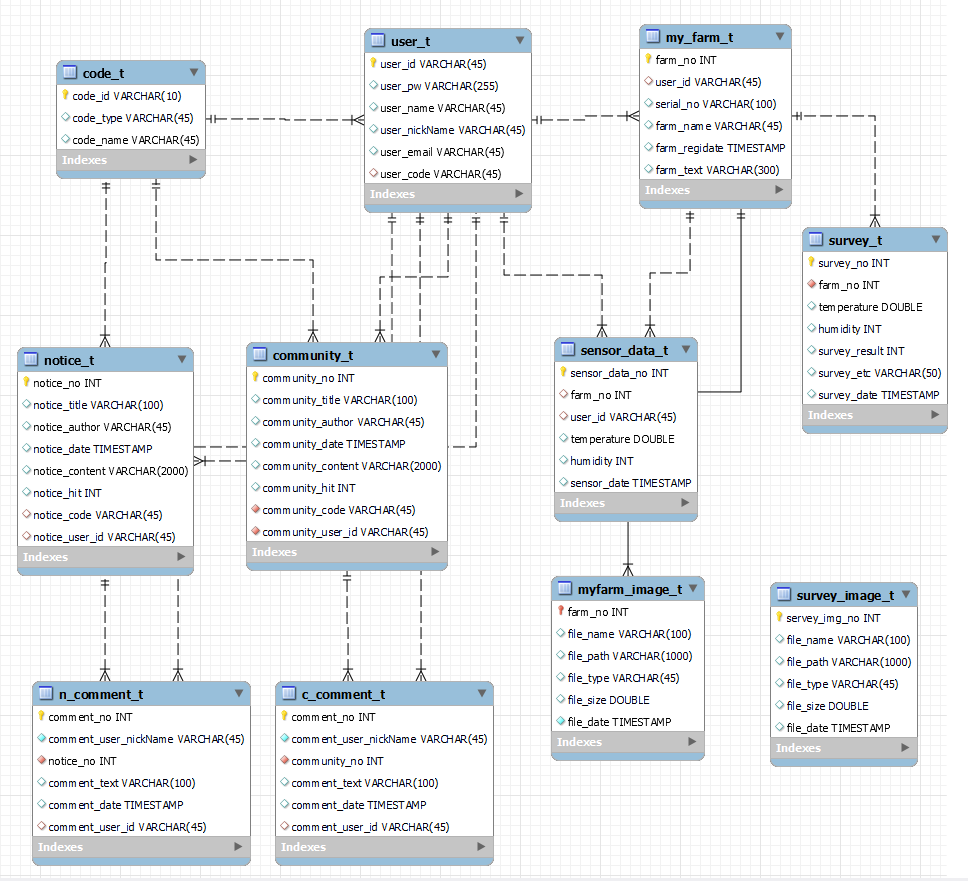 code_t
code_id VARCHAR(10)
code_type VARCHAR(45)
code_name VARCHAR(45)
Indexes
user_t
user_id VARCHAR(45)
user_pw VARCHAR(255)
user_name VARCHAR(45)
user_nickName VARCHAR(45)
user_email VARCHAR(45)
user_code VARCHAR(45)
Indexes
my_farm_t
farm_no INT
user_id VARCHAR(45)
serial_no VARCHAR(100)
farm_name VARCHAR(45)
farm_regidate TIMESTAMP
farm_text VARCHAR(300)
Indexes
survey_t
survey_no INT
farm_no INT
temperature DOUBLE
humidity INT
survey_result INT
survey_etc VARCHAR(50)
survey_date TIMESTAMP
Indexes
notice_t
notice_no INT
notice_title VARCHAR(100)
notice_author VARCHAR(45)
notice_date TIMESTAMP
notice_content VARCHAR(2000)
notice_hit INT
notice_code VARCHAR(45)
notice_user_id VARCHAR(45)
Indexes
community_t
community_no INT
community_title VARCHAR(100)
community_author VARCHAR(45)
community_date TIMESTAMP
community_content VARCHAR(2000)
community_hit INT
community_code VARCHAR(45)
community_user_id VARCHAR(45)
Indexes
sensor_data_t
sensor_data_no INT
farm_no INT
user_id VARCHAR(45)
temperature DOUBLE
humidity INT
sensor_date TIMESTAMP
Indexes
myfarm_image_t
farm_no INT
file_name VARCHAR(100)
file_path VARCHAR(1000)
file_type VARCHAR(45)
file_size DOUBLE
file_date TIMESTAMP
Indexes
survey_image_t
servey_img_no INT
file_name VARCHAR(100)
file_path VARCHAR(1000)
file_type VARCHAR(45)
file_size DOUBLE
file_date TIMESTAMP
Indexes
n_comment_t
comment_no INT
comment_user_nickName VARCHAR(45)
notice_no INT
comment_text VARCHAR(100)
comment_date TIMESTAMP
comment_user_id VARCHAR(45)
Indexes
c_comment_t
comment_no INT
comment_user_nickName VARCHAR(45)
community_no INT
comment_text VARCHAR(100)
comment_date TIMESTAMP
comment_user_id VARCHAR(45)
Indexes